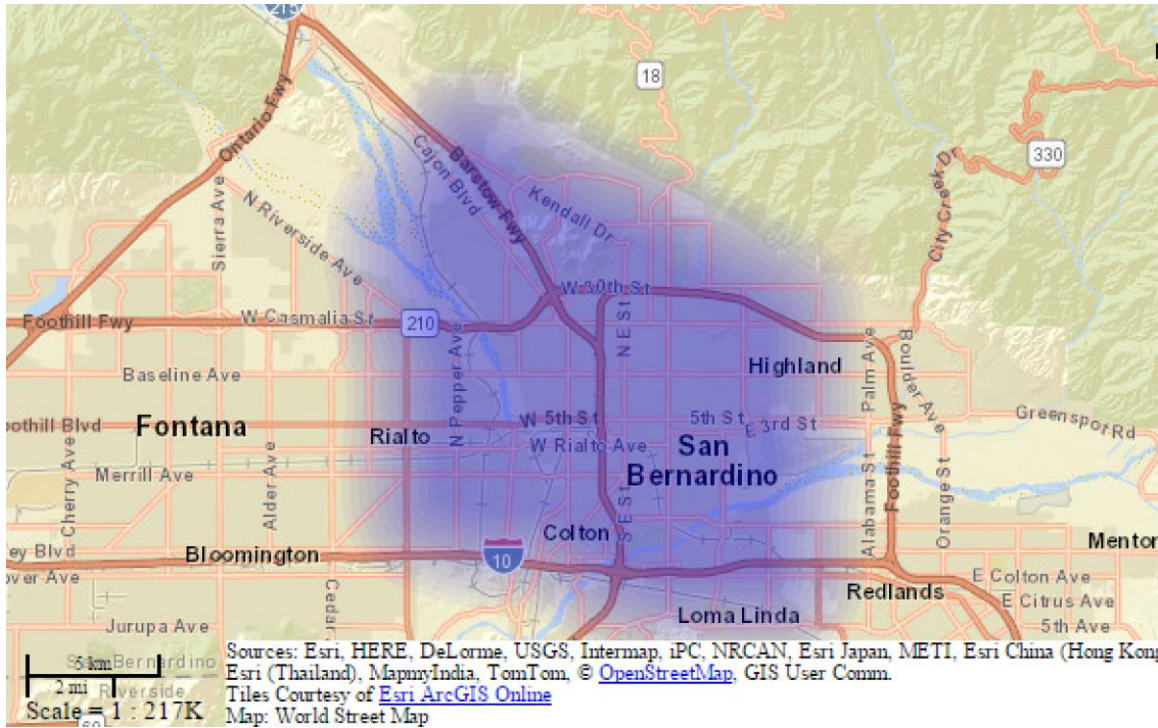 215
18
330
Ontario Fwy
Cajon Blvd
Barstow Fwy
Kendall Dr
City Creek Dr
Sierra Ave
N Riverside Ave
W 30th St
Foothill Fwy
W Casmalia St
210
N E St
Highland
Palm Ave
Boulder Ave
Baseline Ave
N Pepper Ave
oothill Blvd
Fontana
Rialto
W 5th St
5th St
E 3rd St
Greenspot Rd
W Rialto Ave
San
Bernardino
Merrill Ave
Cherry Ave
Alder Ave
Colton
S E St
Alabama St
Foothill Fwy
Orange St
ey Blvd
Bloomington
10
Mentor
over Ave
Cedar
Redlands
E Colton Ave
E Citrus Ave
Loma Linda
5th Ave
Jurupa Ave
5 km
San Bernardino
2 mi
Riverside
Scale = 1 : 217K
60
Sources: Esri, HERE, DeLorme, USGS, Intermap, iPC, NRCAN, Esri Japan, METI, Esri China (Hong Kong
Esri (Thailand), MapmyIndia, TomTom, © OpenStreetMap, GIS User Comm.
Tiles Courtesy of Esri ArcGIS Online
Map: World Street Map